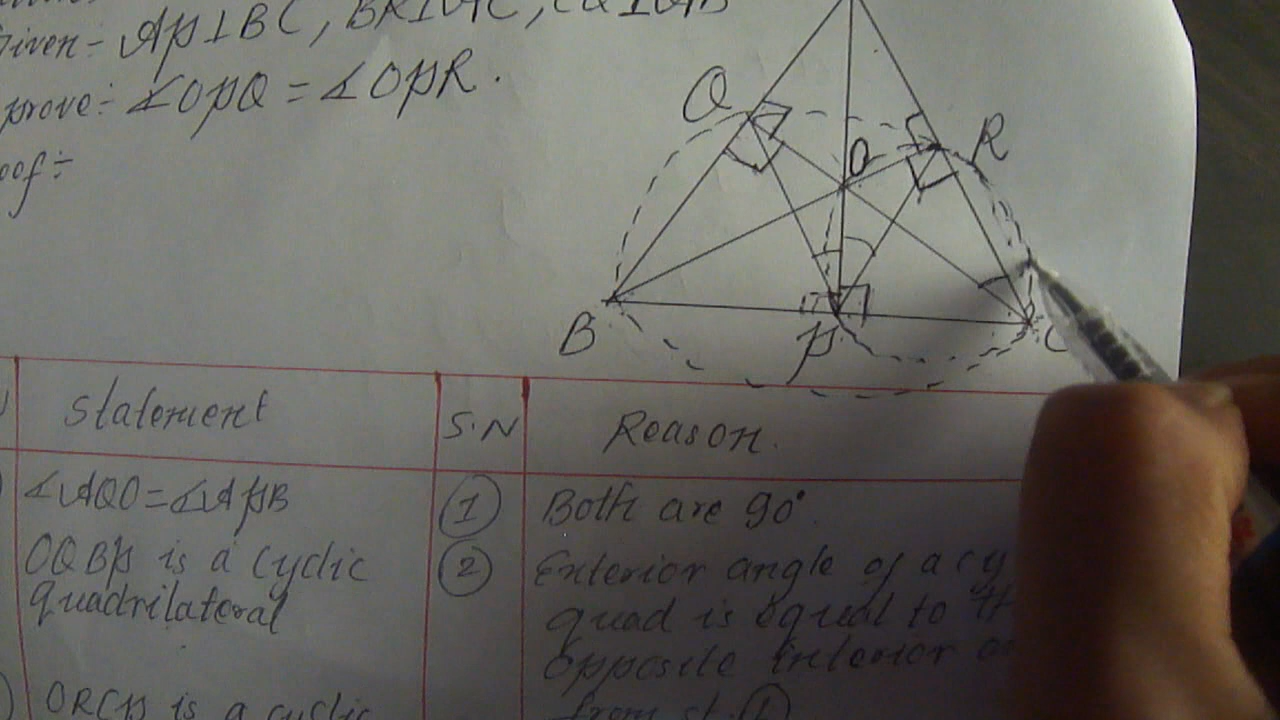 Given:- AP⊥BC, BR⊥AC, CQ⊥AB
prove:- ∠OPQ = ∠OPR.
Q
R
O
B
P
C
Statement S.N Reason.
∠AQO=∠APB ① Both are 90°.
OQBP is a cyclic ② Exterior angle of a cy
quadrilateral quad is equal to th
opposite interior
ORCP is a cyclic from st. ①